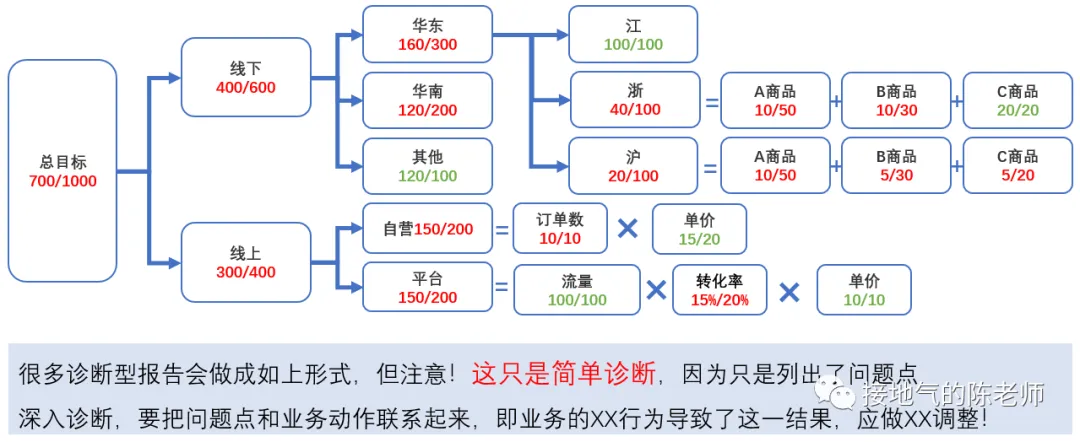 总目标
700/1000
线下
400/600
线上
300/400
华东
160/300
华南
120/200
其他
120/100
自营150/200
平台
150/200
江
100/100
浙
40/100
=
A商品
10/50
+
B商品
10/30
+
C商品
20/20
沪
20/100
=
A商品
10/50
+
B商品
5/30
+
C商品
5/20
=
订单数
10/10
×
单价
15/20
=
流量
100/100
×
转化率
15%/20%
×
单价
10/10
很多诊断型报告会做成如上形式，但注意！这只是简单诊断，因为只是列出了问题点
深入诊断，要把问题点和业务动作联系起来，即业务的XX行为导致了这一结果，应做XX调整！
接地气的陈老师